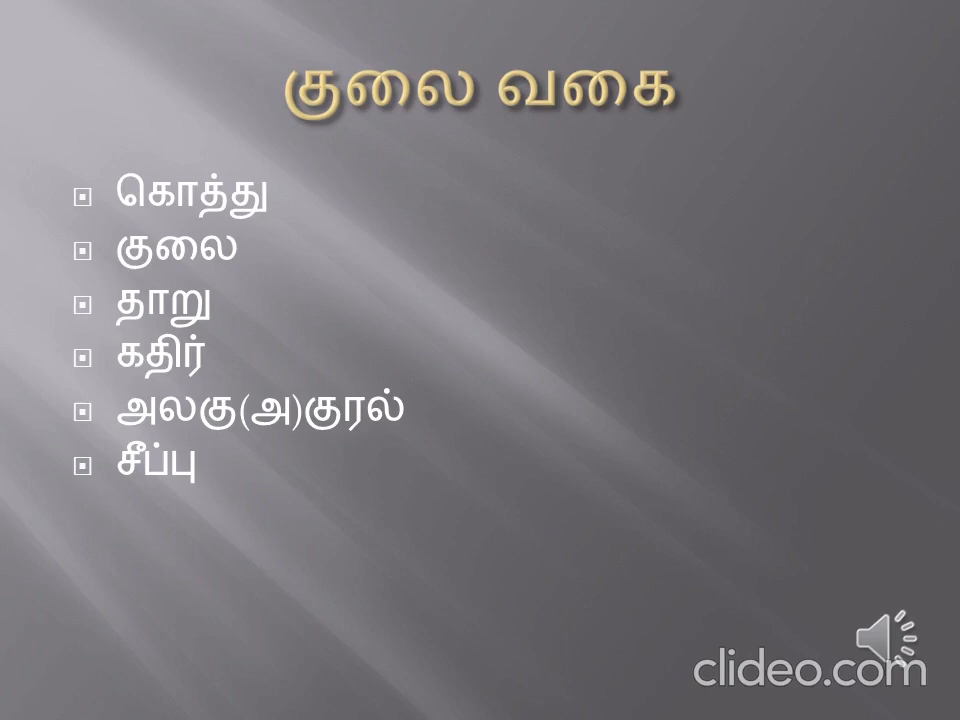 குலை வகை
கொத்து
குலை
தாறு
கதிர்
அலகு(அ)குரல்
சீப்பு
clideo.com